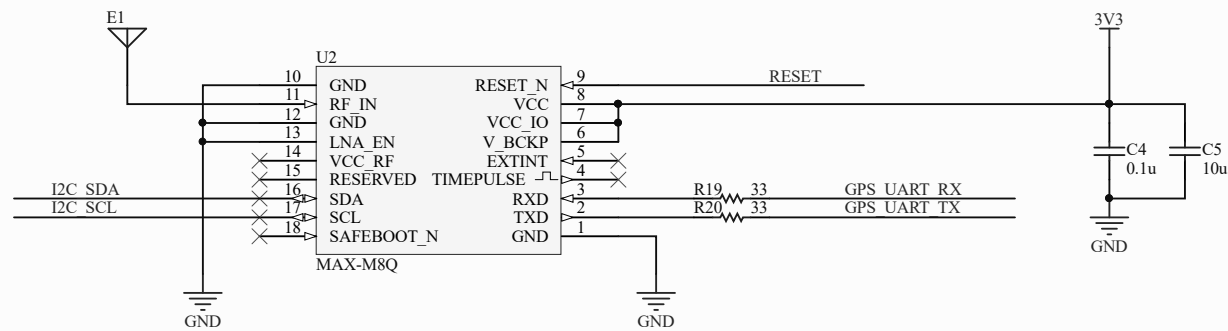 E1
U2
3V3
10 GND RESET_N 9 RESET
11 RF_IN VCC 8
12 GND VCC_IO 7
13 LNA_EN V_BCKP 6
14 VCC_RF EXTINT 5
15 RESERVED TIMEPULSE 4
I2C_SDA 16 SDA RXD 3 R19 33 GPS_UART_RX
I2C_SCL 17 SCL TXD 2 R20 33 GPS_UART_TX
18 SAFEBOOT_N GND 1
MAX-M8Q
C4
0.1u
C5
10u
GND
GND
GND